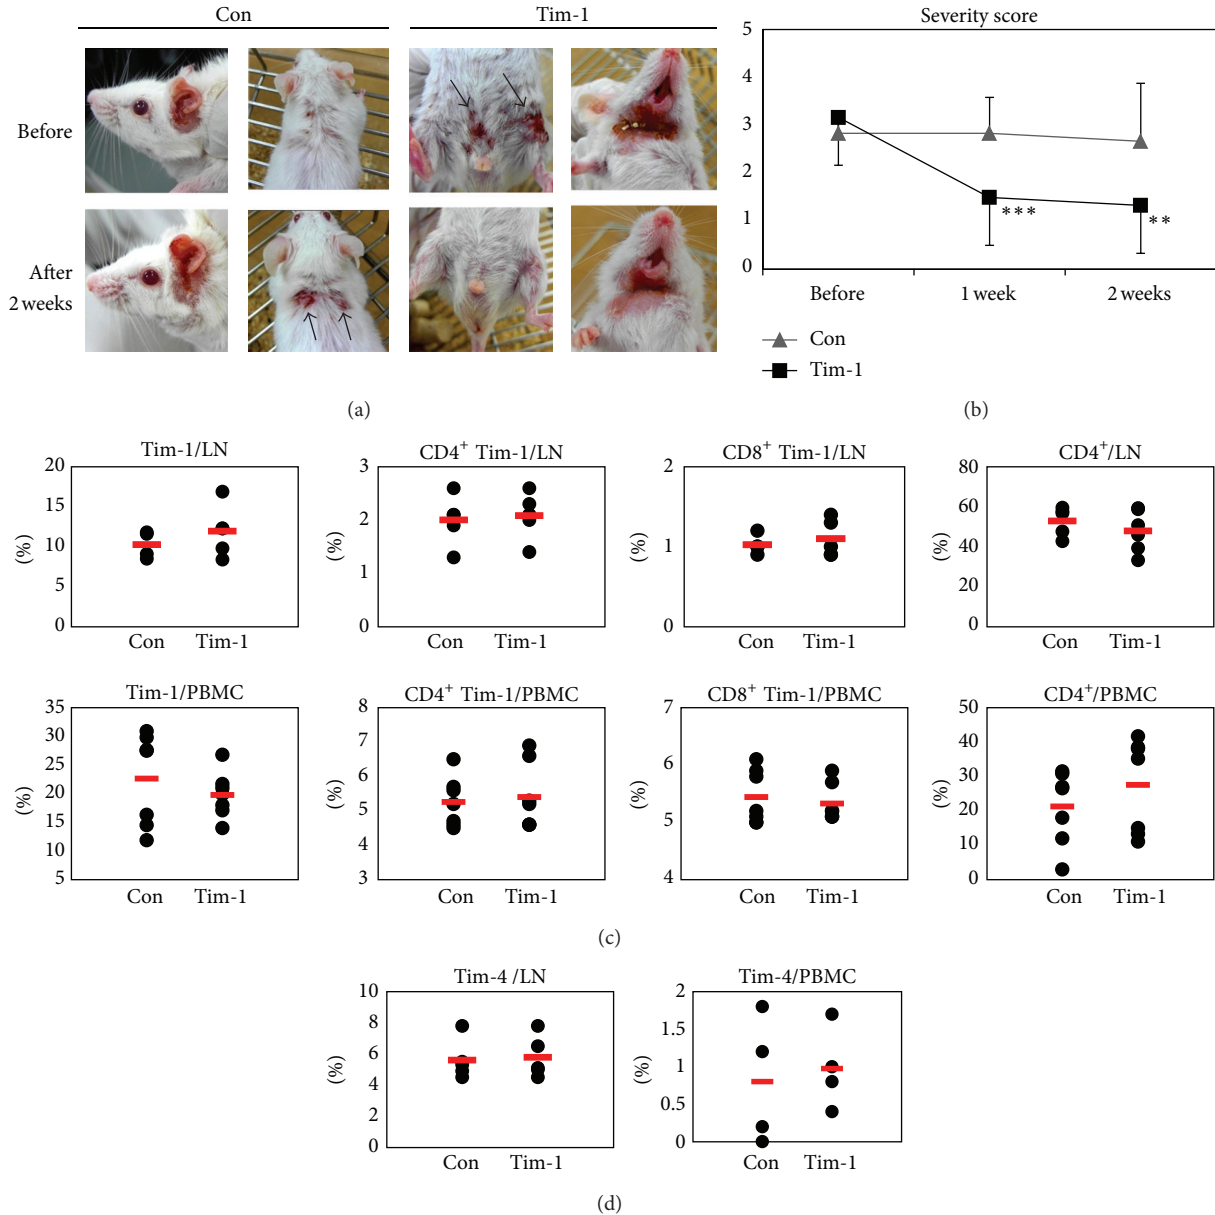 Con
Tim-1
Before
After
2 weeks
(a)
Severity score
5
4
3
2
1
0
***
**
Before
1 week
2 weeks
Con
Tim-1
(b)
Tim-1/LN
20
15
10
5
0
(%)
Con
Tim-1
CD4+ Tim-1/LN
3
2
1
0
(%)
Con
Tim-1
CD8+ Tim-1/LN
2
1
0
(%)
Con
Tim-1
CD4+/LN
80
60
40
20
0
(%)
Con
Tim-1
Tim-1/PBMC
35
30
25
20
15
10
5
(%)
Con
Tim-1
CD4+ Tim-1/PBMC
8
7
6
5
4
3
(%)
Con
Tim-1
CD8+ Tim-1/PBMC
7
6
5
4
(%)
Con
Tim-1
CD4+/PBMC
50
40
30
20
10
0
(%)
Con
Tim-1
(c)
Tim-4 /LN
10
8
6
4
2
0
(%)
Con
Tim-1
Tim-4/PBMC
2
1.5
1
0.5
0
(%)
Con
Tim-1
(d)